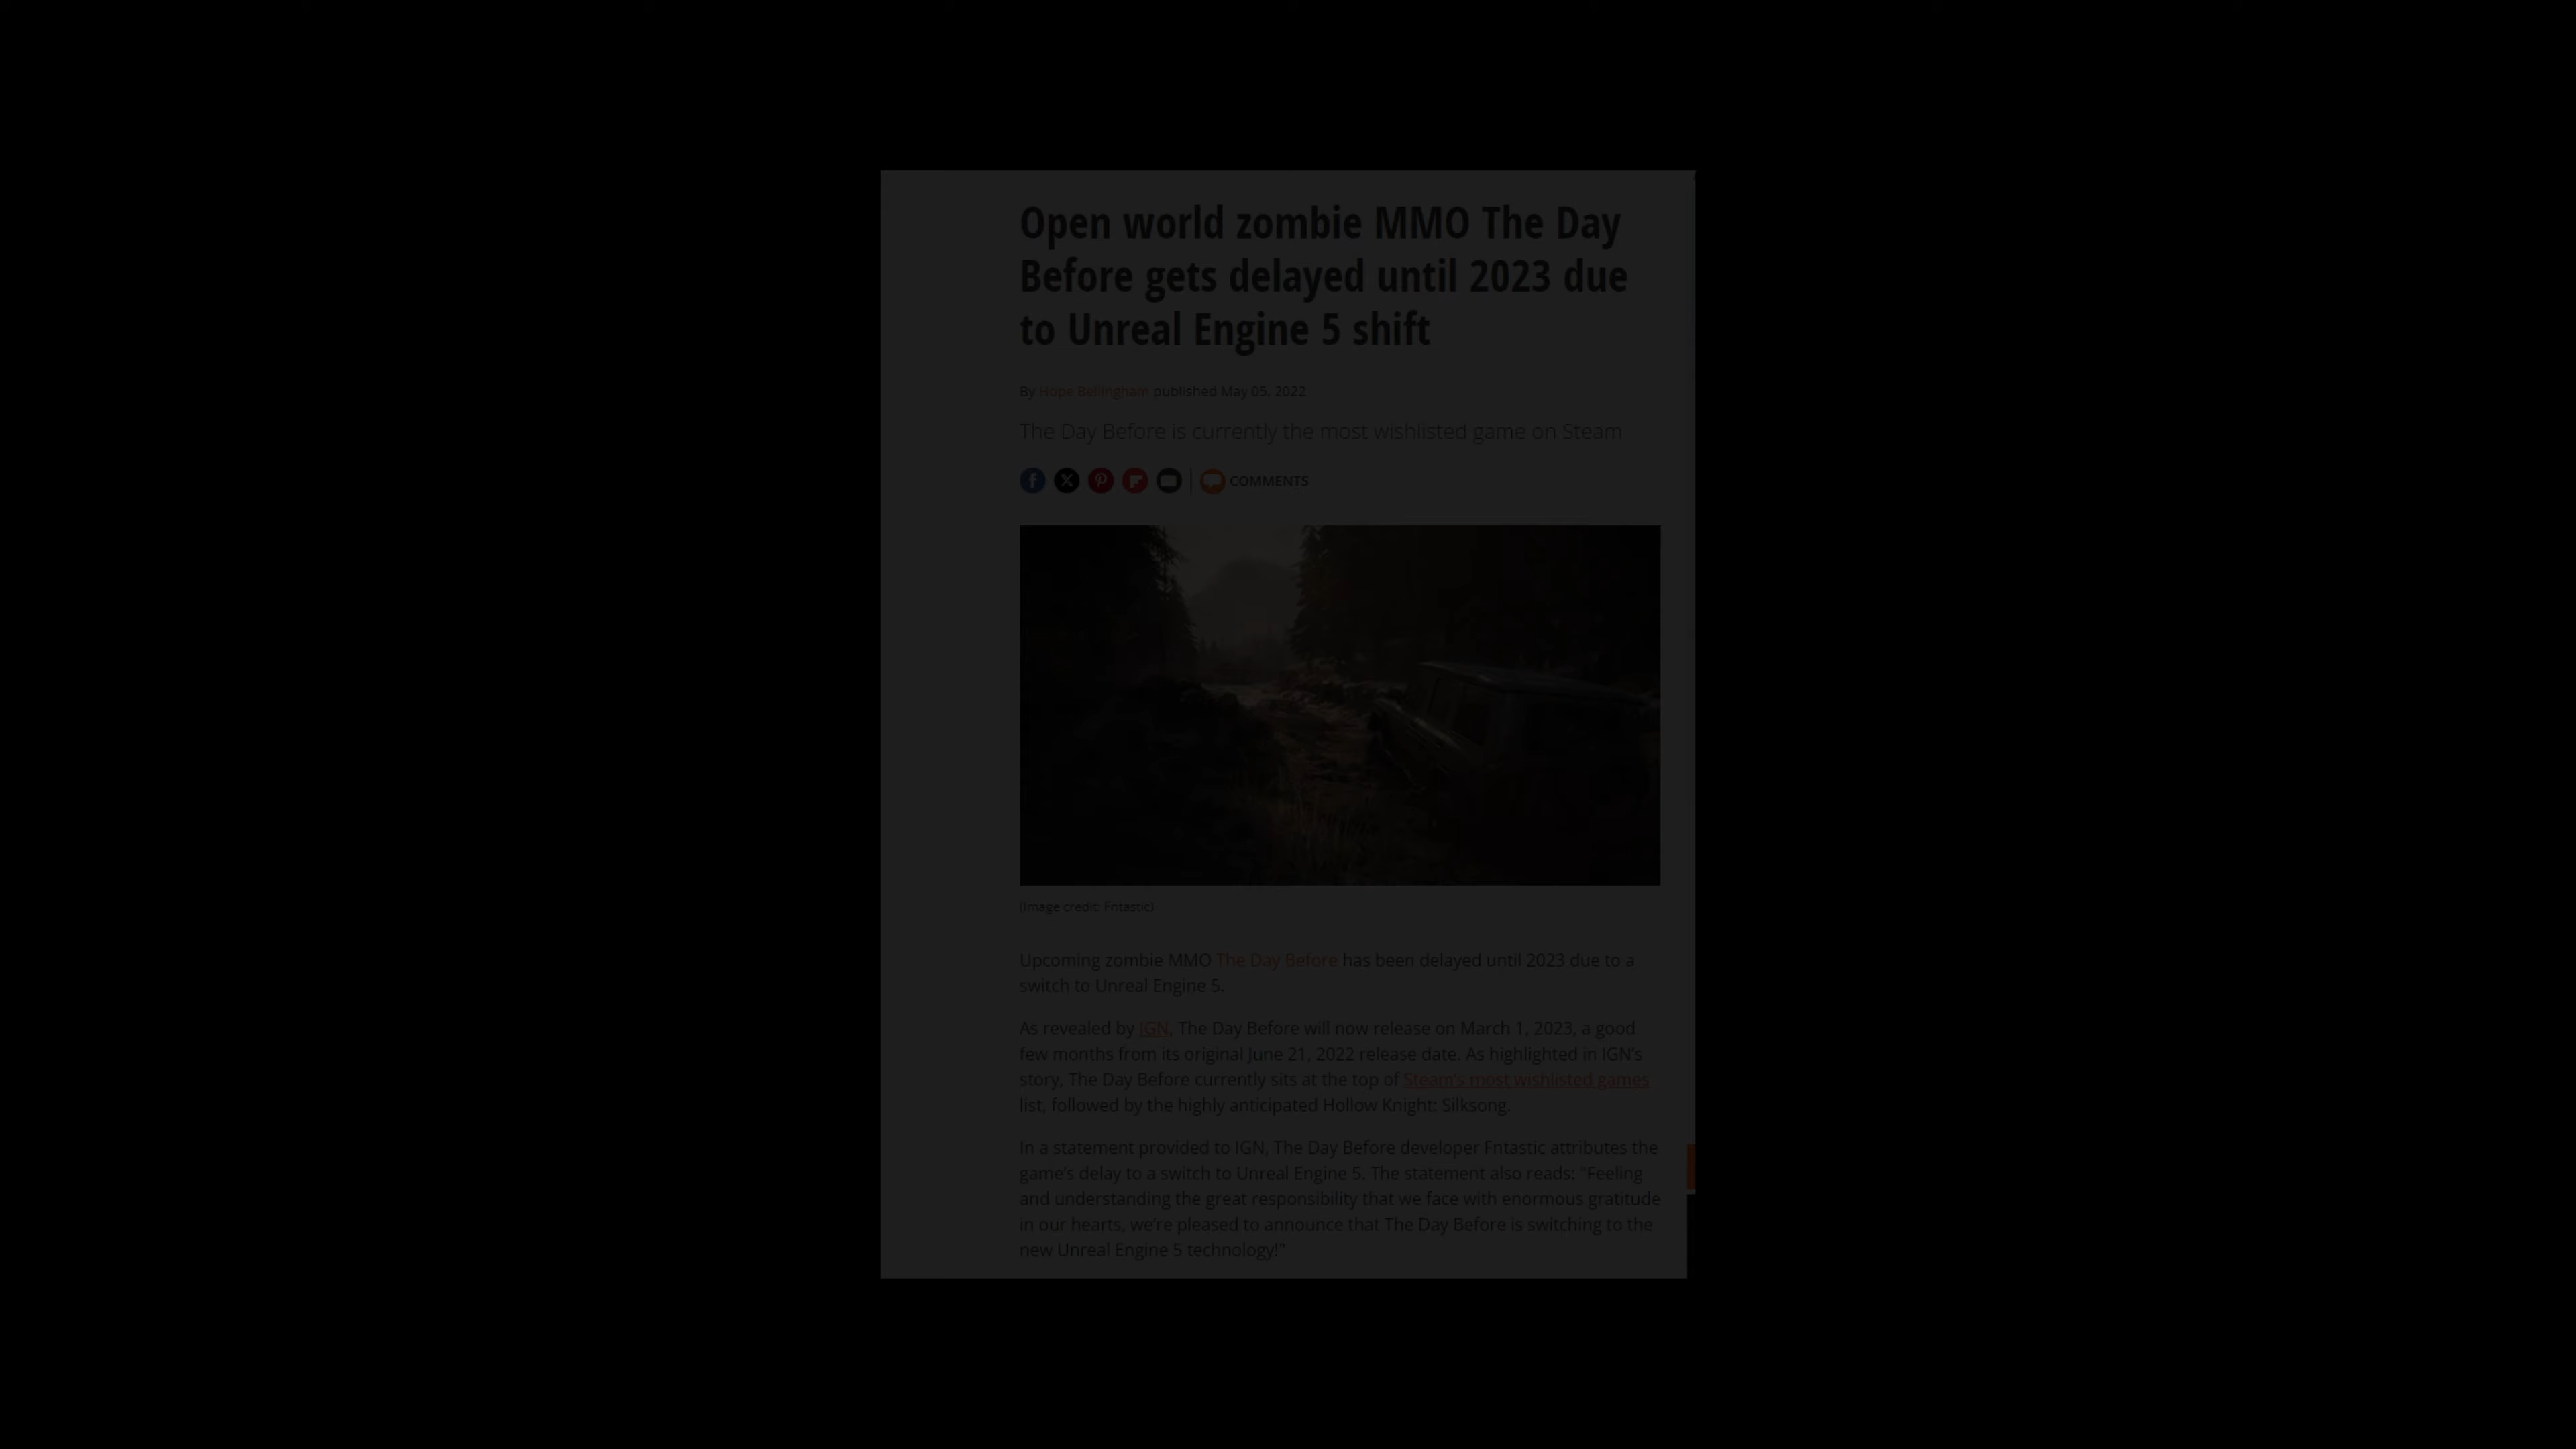 Open world zombie MMO The Day
Before gets delayed until 2023 due
to Unreal Engine 5 shift
By Hope Bellingham published May 05, 2022
The Day Before is currently the most wishlisted game on Steam
COMMENTS
(Image credit: Fntastic)
Upcoming zombie MMO The Day Before has been delayed until 2023 due to a
switch to Unreal Engine 5.
As revealed by IGN, The Day Before will now release on March 1, 2023, a good
few months from its original June 21, 2022 release date. As highlighted in IGN's
story, The Day Before currently sits at the top of Steam's most wishlisted games
list, followed by the highly anticipated Hollow Knight: Silksong.
In a statement provided to IGN, The Day Before developer Fntastic attributes the
game's delay to a switch to Unreal Engine 5. The statement also reads: "Feeling
and understanding the great responsibility that we face with enormous gratitude
in our hearts, we're pleased to announce that The Day Before is switching to the
new Unreal Engine 5 technology!"